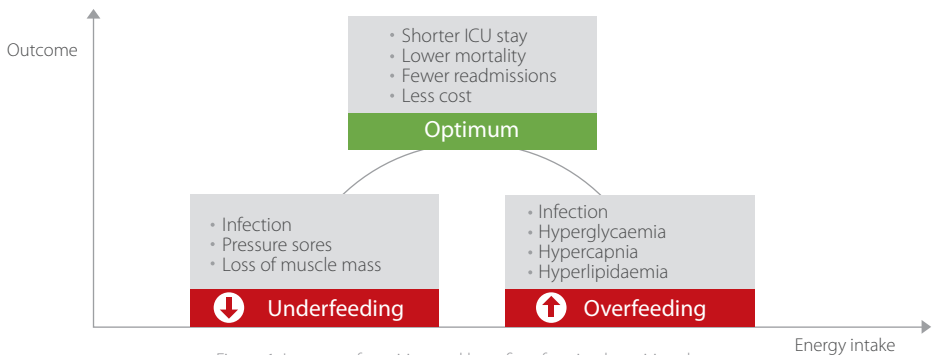 Outcome
• Shorter ICU stay
• Lower mortality
• Fewer readmissions
• Less cost
Optimum
• Infection
• Pressure sores
• Loss of muscle mass
Underfeeding
• Infection
• Hyperglycaemia
• Hypercapnia
• Hyperlipidaemia
Overfeeding
Energy intake